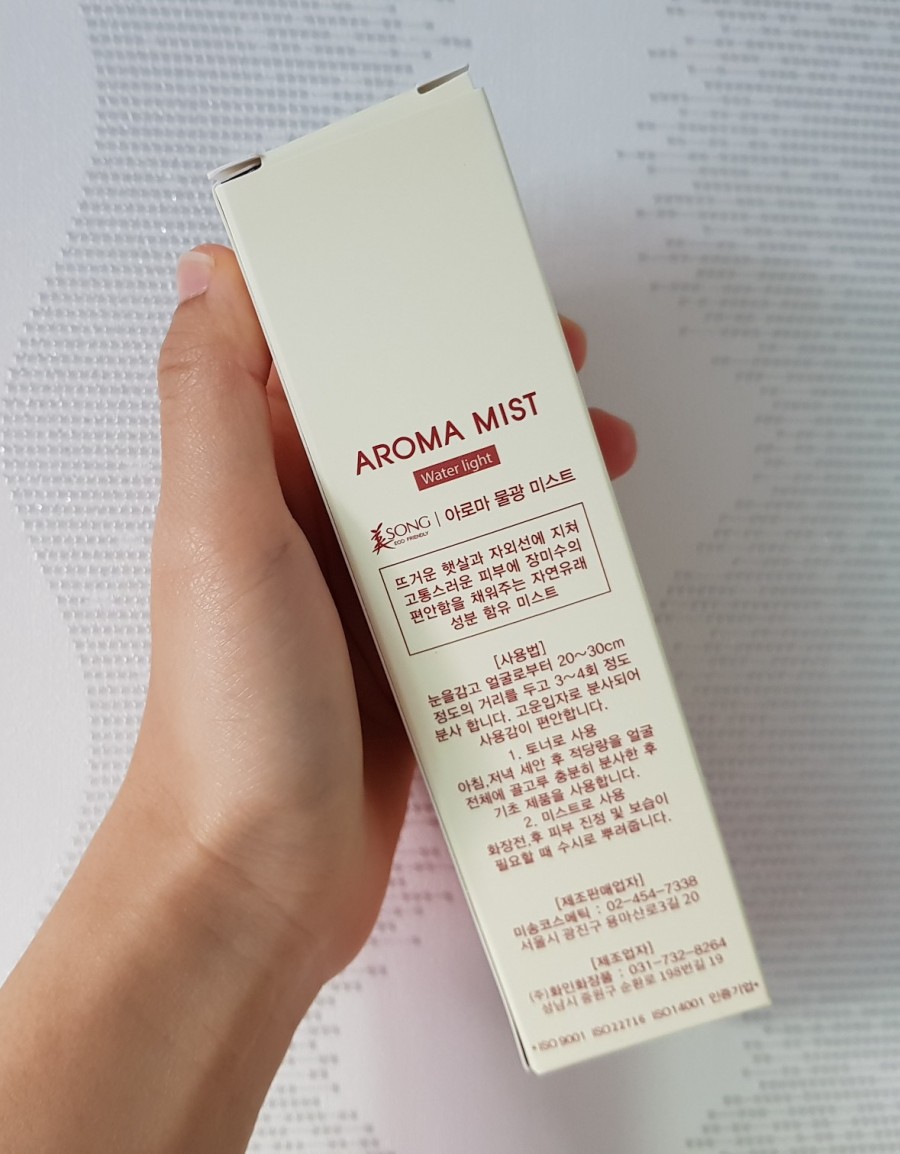 AROMA MIST
Water light
美SONG | 아로마 물광 미스트
ECO FRIENDLY
뜨거운 햇살과 자외선에 지쳐
고통스러운 피부에 장미수의
편안함을 채워주는 자연유래
성분 함유 미스트
[사용법]
눈을감고 얼굴로부터 20~30cm
정도의 거리를 두고 3~4회 정도
분사 합니다. 고운입자로 분사되어
사용감이 편안합니다.
1. 토너로 사용
아침,저녁 세안 후 적당량을 얼굴
전체에 골고루 충분히 분사한 후
기초 제품을 사용합니다.
2. 미스트로 사용
화장전,후 피부 진정 및 보습이
필요할 때 수시로 뿌려줍니다.
[제조판매업자]
미송코스메틱 : 02-454-7338
서울시 광진구 용마산로3길 20
[제조업자]
(주)화인화장품 : 031-732-8264
성남시 중원구 순환로 198번길 19
*ISO 9001 ISO22716 ISO14001 인증기업*